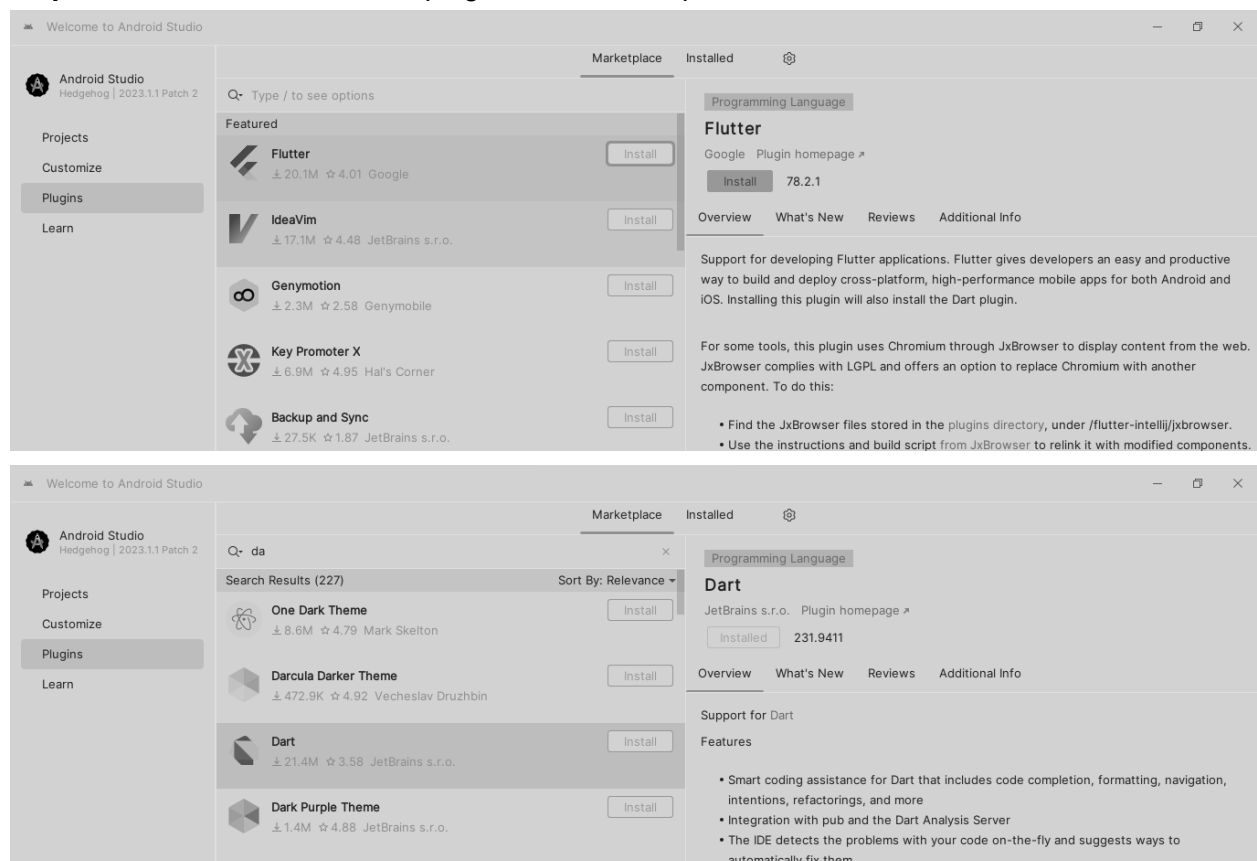 Welcome to Android Studio
Marketplace Installed
Android Studio
Hedgehog | 2023.1.1 Patch 2
Projects
Customize
Plugins
Learn
Type / to see options
Featured
Flutter
20.1M 4.01 Google
Install
IdeaVim
17.1M 4.48 JetBrains s.r.o.
Install
Genymotion
2.3M 2.58 Genymobile
Install
Key Promoter X
6.9M 4.95 Hal's Corner
Install
Backup and Sync
27.5K 1.87 JetBrains s.r.o.
Install
Programming Language
Flutter
Google Plugin homepage
Install 78.2.1
Overview What's New Reviews Additional Info
Support for developing Flutter applications. Flutter gives developers an easy and productive
way to build and deploy cross-platform, high-performance mobile apps for both Android and
iOS. Installing this plugin will also install the Dart plugin.
For some tools, this plugin uses Chromium through JxBrowser to display content from the web.
JxBrowser complies with LGPL and offers an option to replace Chromium with another
component. To do this:
• Find the JxBrowser files stored in the plugins directory, under /flutter-intellij/jxbrowser.
• Use the instructions and build script from JxBrowser to relink it with modified components.
Welcome to Android Studio
Marketplace Installed
Android Studio
Hedgehog | 2023.1.1 Patch 2
Projects
Customize
Plugins
Learn
da
Search Results (227) Sort By: Relevance
One Dark Theme
8.6M 4.79 Mark Skelton
Install
Darcula Darker Theme
472.9K 4.92 Vecheslav Druzhbin
Install
Dart
21.4M 3.58 JetBrains s.r.o.
Install
Dark Purple Theme
1.4M 4.88 JetBrains s.r.o.
Install
Programming Language
Dart
JetBrains s.r.o. Plugin homepage
Installed 231.9411
Overview What's New Reviews Additional Info
Support for Dart
Features
• Smart coding assistance for Dart that includes code completion, formatting, navigation,
intentions, refactorings, and more
• Integration with pub and the Dart Analysis Server
• The IDE detects the problems with your code on-the-fly and suggests ways to
automatically fix them